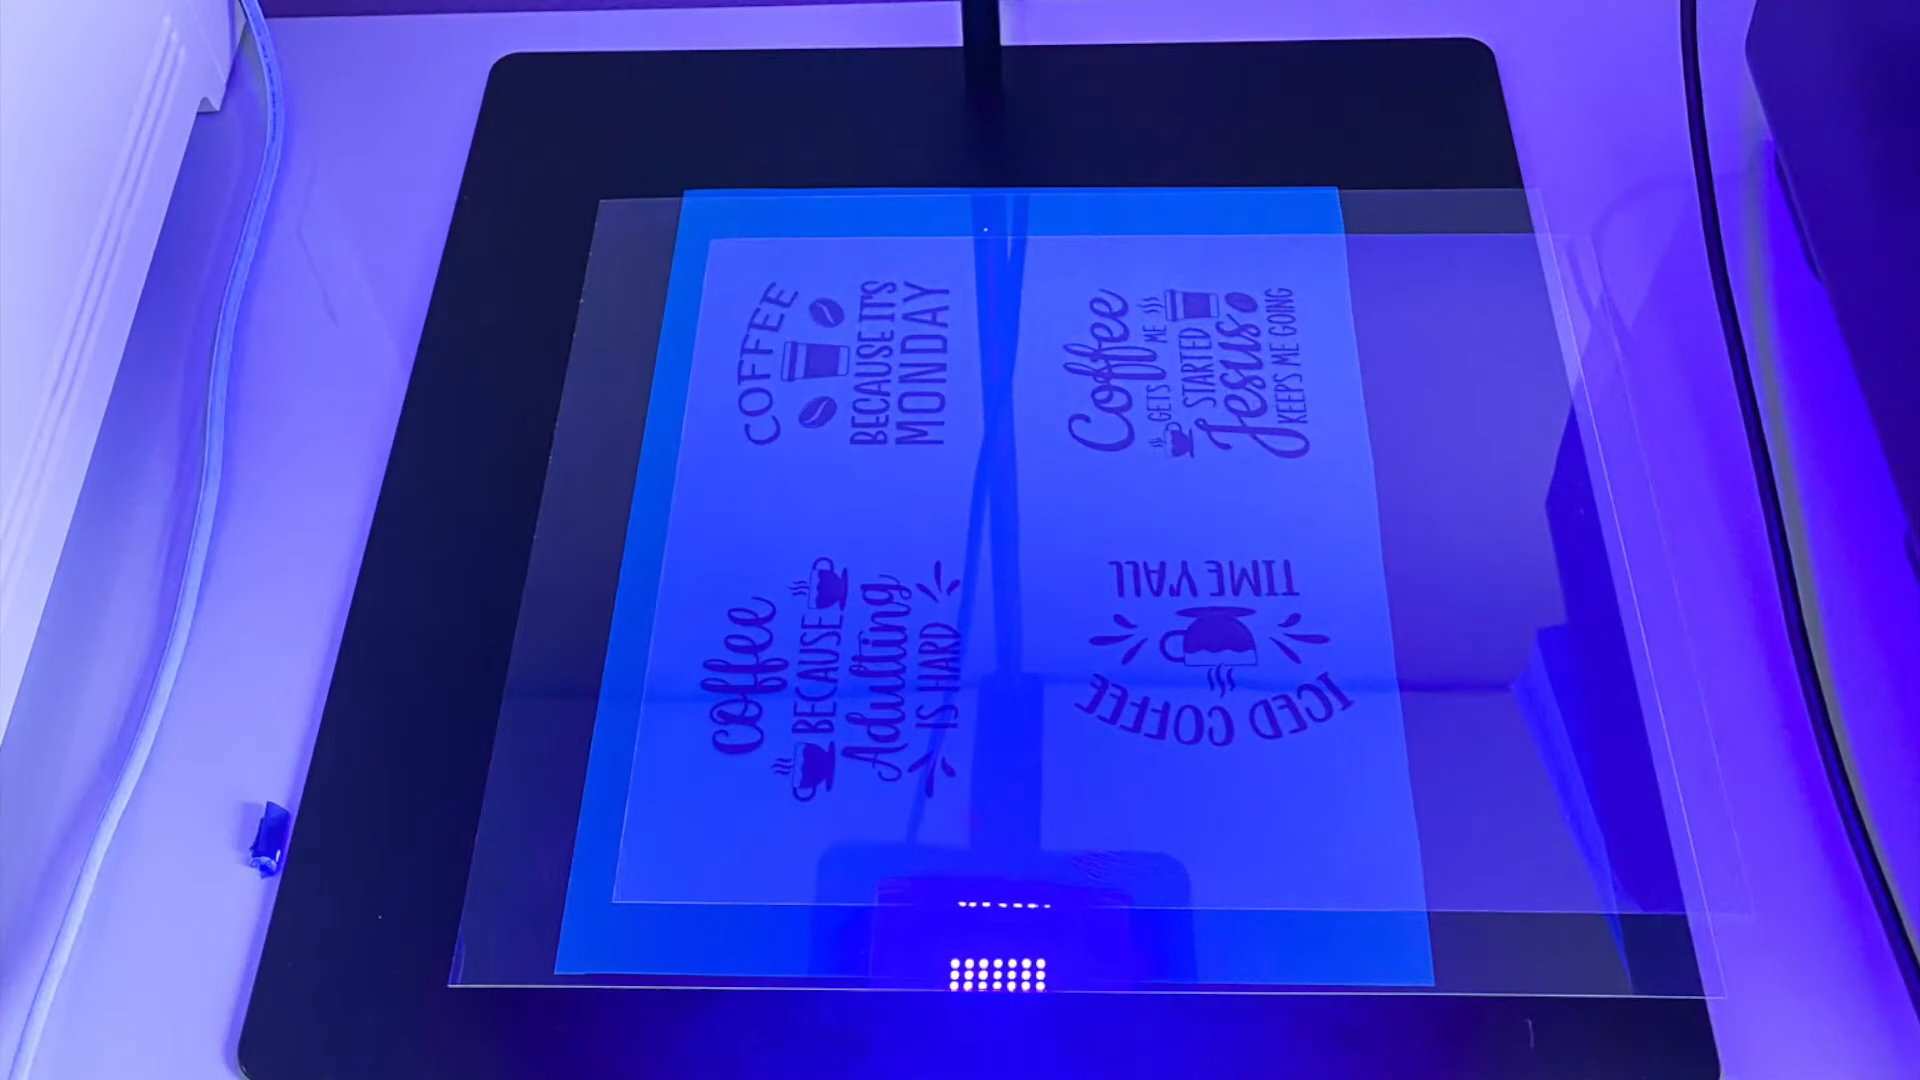 COFFEE
BECAUSE IT'S
MONDAY
Coffee
GETS ME
STARTED
Jesus
KEEPS ME GOING
Coffee
BECAUSE
Adulting
IS HARD
ICED COFFEE
TIME Y'ALL